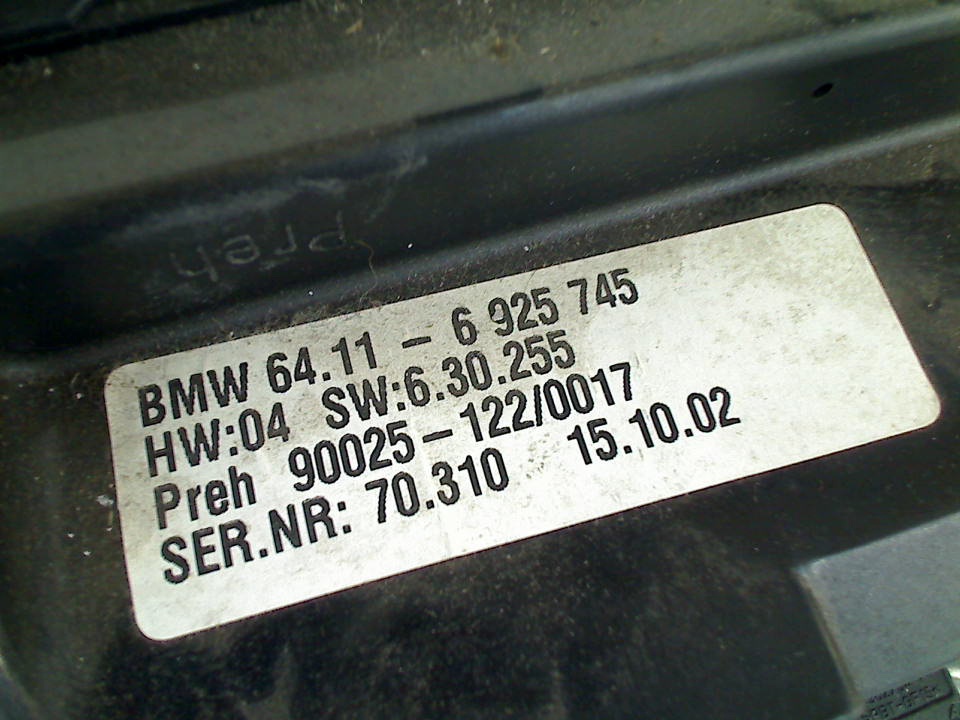 Preh
BMW 64.11 – 6 925 745
HW:04 SW:6.30.255
Preh 90025–122/0017
SER.NR: 70.310 15.10.02